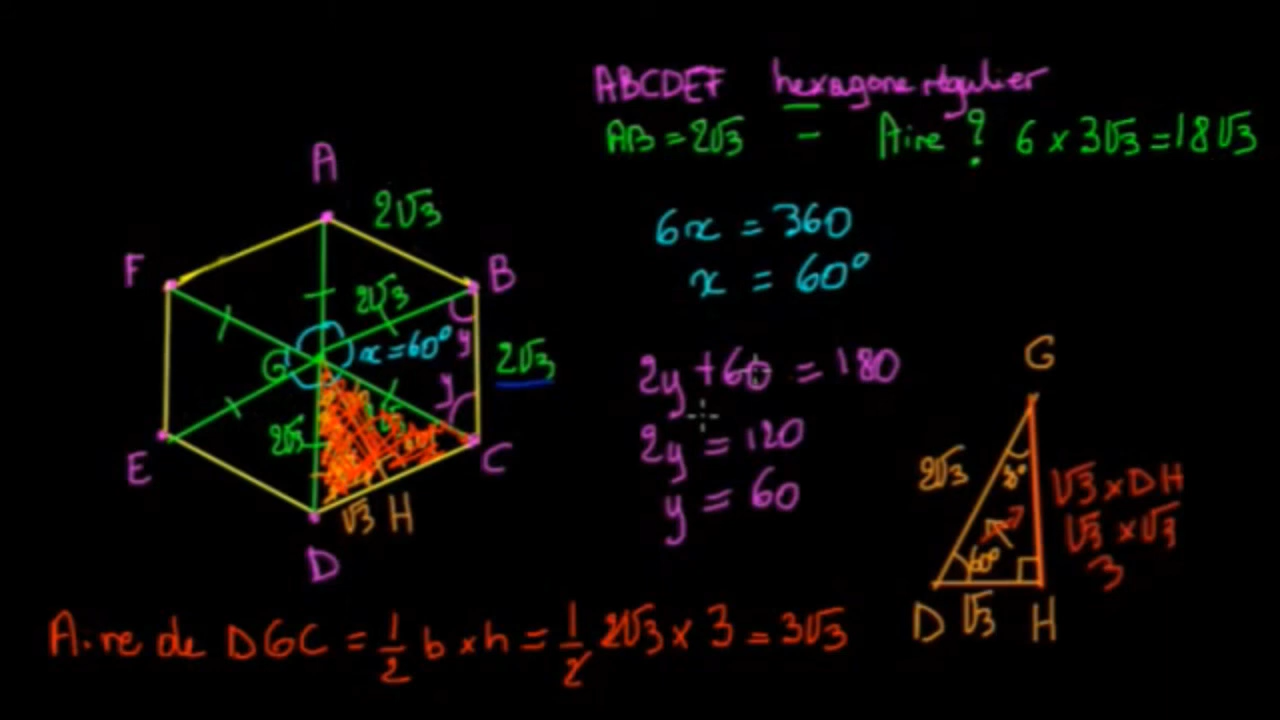 ABCDEF hexagone régulier
AB = 2√3 - Aire ? 6 × 3√3 = 18√3
6x = 360
x = 60°
2y + 60 = 180
2y = 120
y = 60
A
2√3
F
B
2√3
G
x = 60°
y
2√3
y
2√3
E
C
√3 H
D
G
2√3
√3 × DH
√3 × √3
3
60°
D √3 H
Aire de DGC = 1/2 b × h = 1/2 2√3 × 3 = 3√3